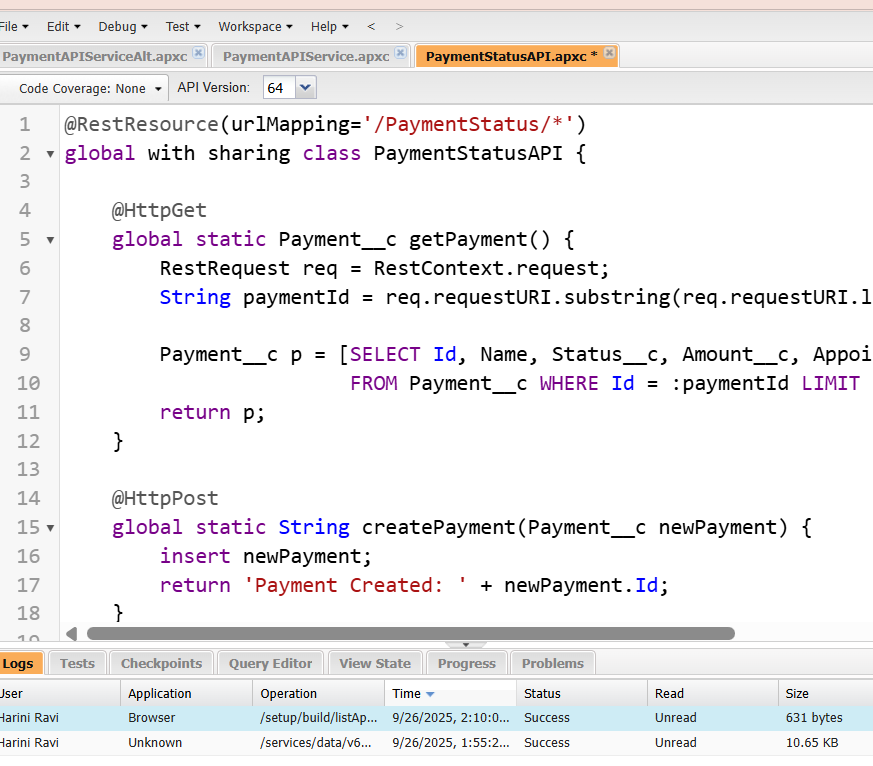 File Edit Debug Test Workspace Help < >
PaymentAPIServiceAlt.apxc PaymentAPIService.apxc PaymentStatusAPI.apxc *
Code Coverage: None API Version: 64
1 @RestResource(urlMapping='/PaymentStatus/*')
2 global with sharing class PaymentStatusAPI {
3
4 @HttpGet
5 global static Payment__c getPayment() {
6 RestRequest req = RestContext.request;
7 String paymentId = req.requestURI.substring(req.requestURI.l
8
9 Payment__c p = [SELECT Id, Name, Status__c, Amount__c, Appoi
10 FROM Payment__c WHERE Id = :paymentId LIMIT
11 return p;
12 }
13
14 @HttpPost
15 global static String createPayment(Payment__c newPayment) {
16 insert newPayment;
17 return 'Payment Created: ' + newPayment.Id;
18 }
19
Logs Tests Checkpoints Query Editor View State Progress Problems
User Application Operation Time Status Read Size
Harini Ravi Browser /setup/build/listAp... 9/26/2025, 2:10:0... Success Unread 631 bytes
Harini Ravi Unknown /services/data/v6... 9/26/2025, 1:55:2... Success Unread 10.65 KB